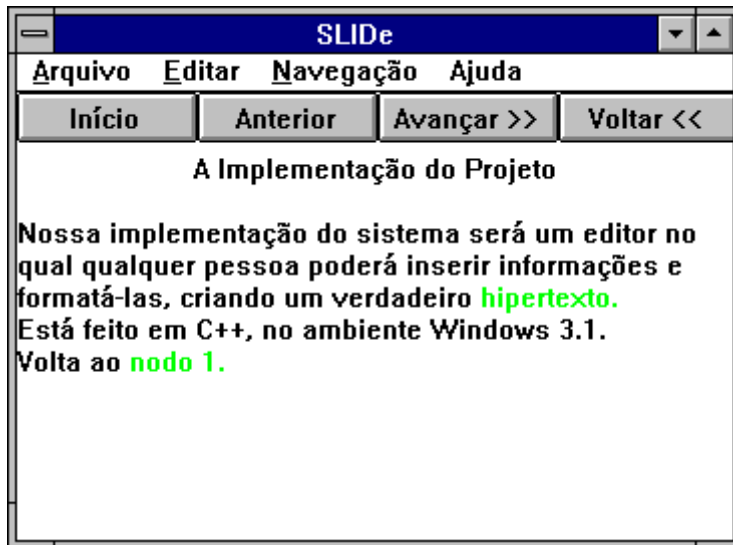 SLIDe
Arquivo Editar Navegação Ajuda
Início Anterior Avançar >> Voltar <<
A Implementação do Projeto
Nossa implementação do sistema será um editor no
qual qualquer pessoa poderá inserir informações e
formatá-las, criando um verdadeiro hipertexto.
Está feito em C++, no ambiente Windows 3.1.
Volta ao nodo 1.